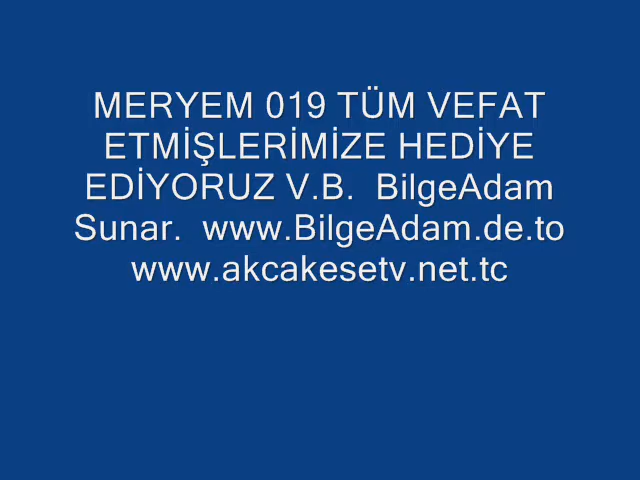 MERYEM 019 TÜM VEFAT
ETMİŞLERİMİZE HEDİYE
EDİYORUZ V.B.  BilgeAdam
Sunar.  www.BilgeAdam.de.to
www.akcakesetv.net.tc